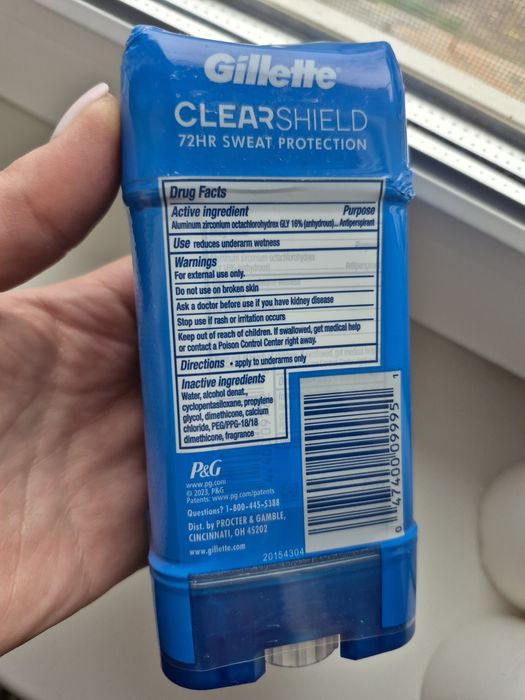 Gillette
CLEARSHIELD
72HR SWEAT PROTECTION
Drug Facts
Active ingredient Purpose
Aluminum zirconium octachlorohydrex GLY 16% (anhydrous)... Antiperspirant
Use reduces underarm wetness
Warnings
For external use only.
Do not use on broken skin
Ask a doctor before use if you have kidney disease
Stop use if rash or irritation occurs
Keep out of reach of children. If swallowed, get medical help
or contact a Poison Control Center right away.
Directions • apply to underarms only
Inactive ingredients
Water, alcohol denat.,
cyclopentasiloxane, propylene
glycol, dimethicone, calcium
chloride, PEG/PPG-18/18
dimethicone, fragrance
P&G
www.pg.com
© 2023, P&G
Patents: www.pg.com/patents
Questions? 1-800-445-5388
Dist. by PROCTER & GAMBLE,
CINCINNATI, OH 45202
www.gillette.com
20154304
0 47400 09995 1